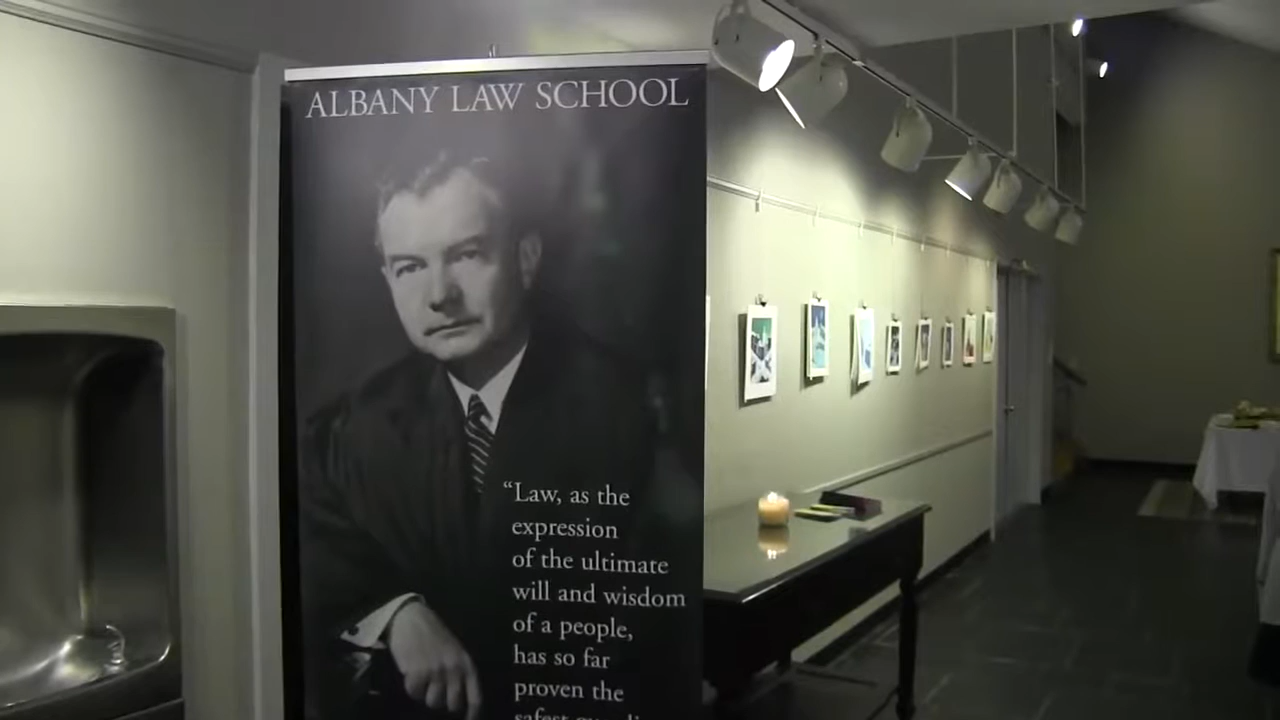 ALBANY LAW SCHOOL
“Law, as the
expression
of the ultimate
will and wisdom
of a people,
has so far
proven the
safest